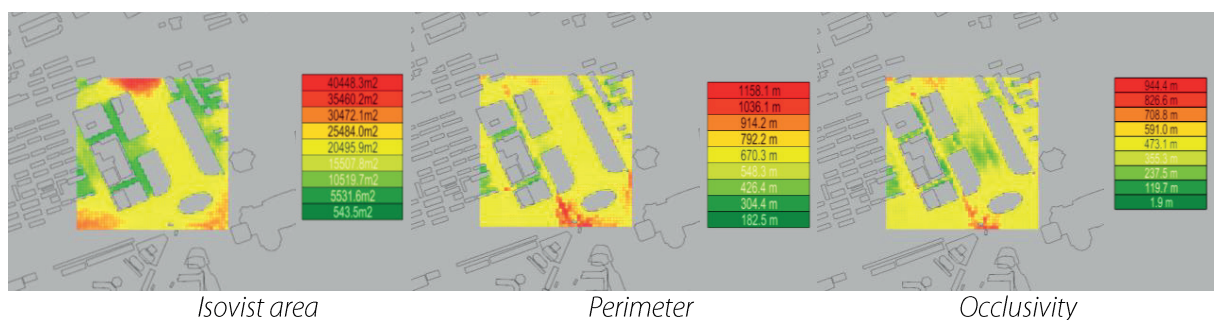 40448.3m2
35460.2m2
30472.1m2
25484.0m2
20495.9m2
15507.8m2
10519.7m2
5531.6m2
543.5m2
1158.1 m
1036.1 m
914.2 m
792.2 m
670.3 m
548.3 m
426.4 m
304.4 m
182.5 m
944.4 m
826.6 m
708.8 m
591.0 m
473.1 m
355.3 m
237.5 m
119.7 m
1.9 m
Isovist area
Perimeter
Occlusivity